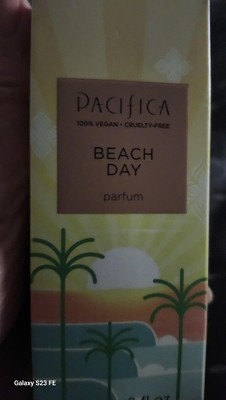 PACIFICA
100% VEGAN • CRUELTY-FREE
BEACH
DAY
parfum
Galaxy S23 FE